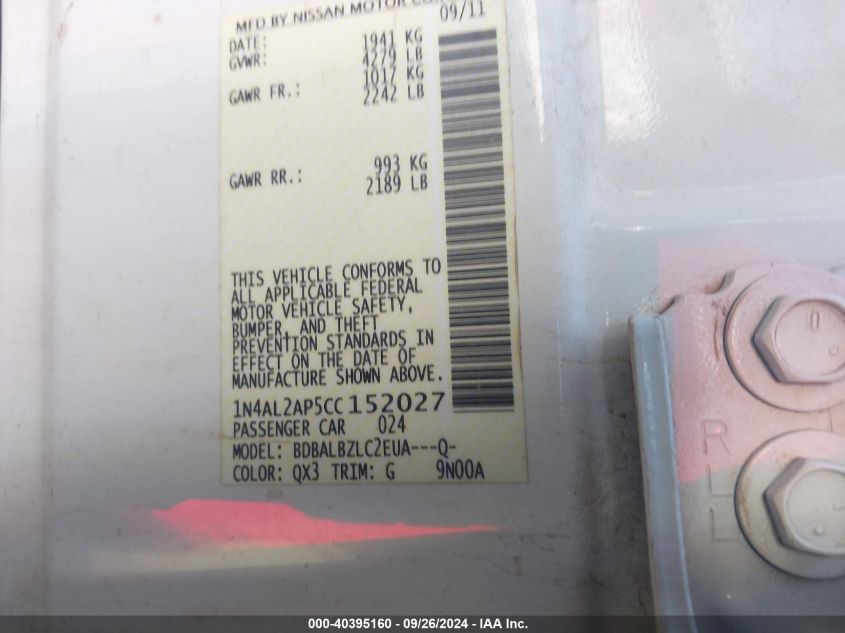 MFD BY NISSAN MOTOR CO
DATE: 09/11
GVWR: 1941 KG
4279 LB
GAWR FR.: 1017 KG
2242 LB
GAWR RR.: 993 KG
2189 LB
THIS VEHICLE CONFORMS TO
ALL APPLICABLE FEDERAL
MOTOR VEHICLE SAFETY,
BUMPER, AND THEFT
PREVENTION STANDARDS IN
EFFECT ON THE DATE OF
MANUFACTURE SHOWN ABOVE.
1N4AL2AP5CC152027
PASSENGER CAR 024
MODEL: BDBALBZLC2EUA---Q-
COLOR: QX3 TRIM: G 9N00A
R
L
L
000-40395160 - 09/26/2024 - IAA Inc.